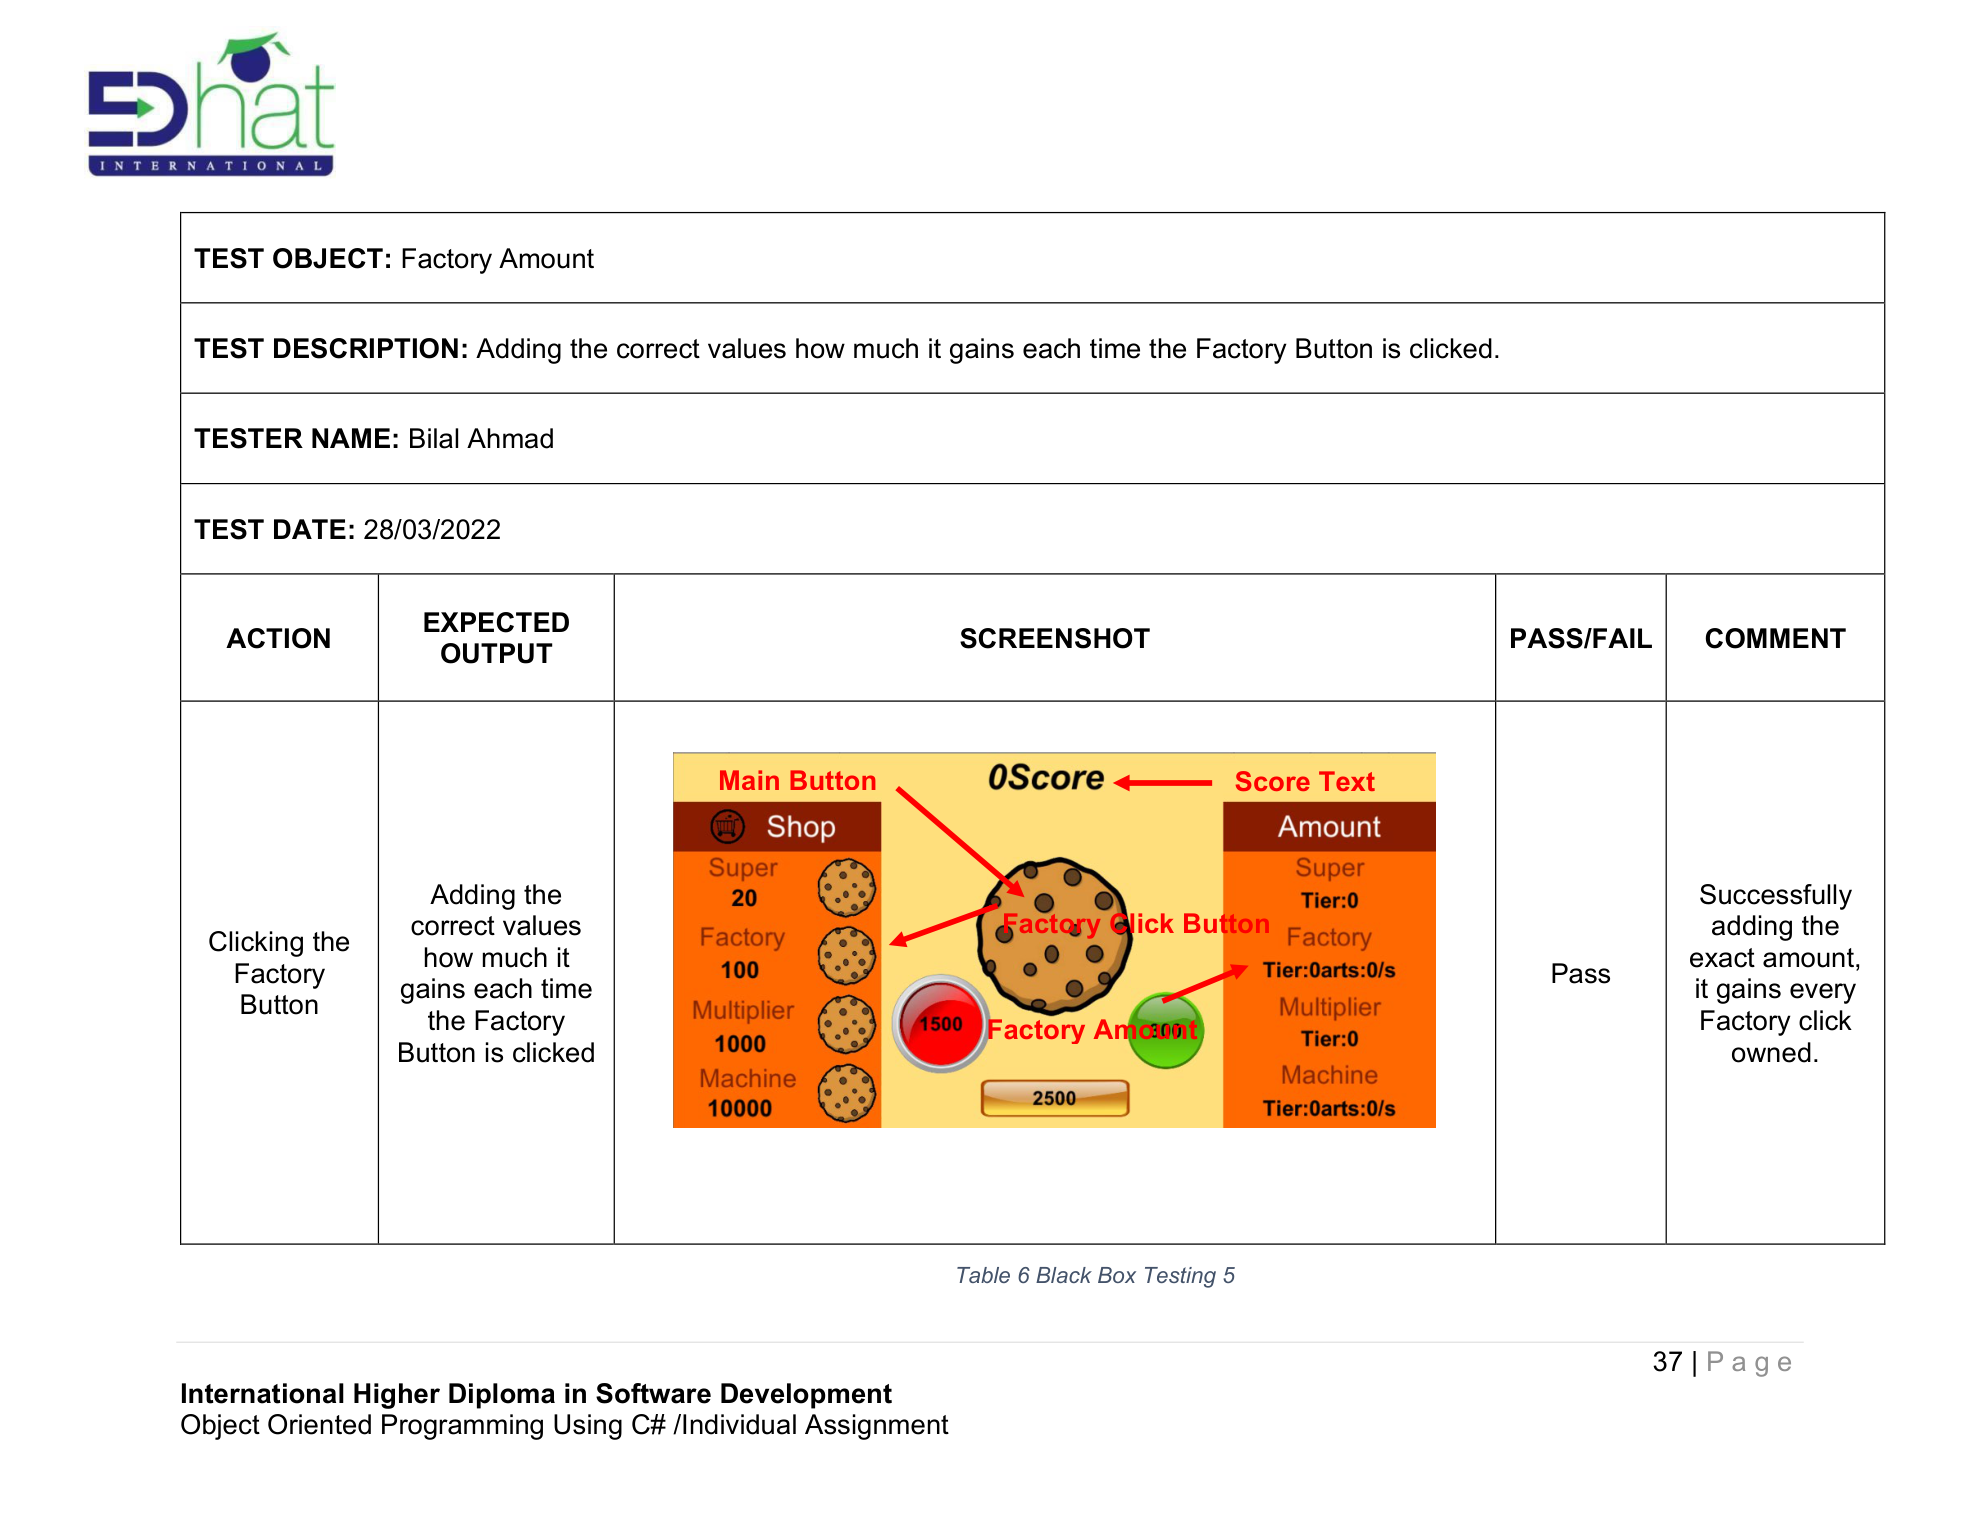 EDhat
INTERNATIONAL
TEST OBJECT: Factory Amount
TEST DESCRIPTION: Adding the correct values how much it gains each time the Factory Button is clicked.
TESTER NAME: Bilal Ahmad
TEST DATE: 28/03/2022
ACTION
EXPECTED
OUTPUT
SCREENSHOT
PASS/FAIL
COMMENT
Clicking the
Factory
Button
Adding the
correct values
how much it
gains each time
the Factory
Button is clicked
Main Button
0Score
Score Text
Shop
Super
20
Factory
100
Multiplier
1000
Machine
10000
Factory Click Button
Factory Amount
1500
2500
Amount
Super
Tier:0
Factory
Tier:0arts:0/s
Multiplier
Tier:0
Machine
Tier:0arts:0/s
Pass
Successfully
adding the
exact amount,
it gains every
Factory click
owned.
Table 6 Black Box Testing 5
37 | Page
International Higher Diploma in Software Development
Object Oriented Programming Using C# /Individual Assignment